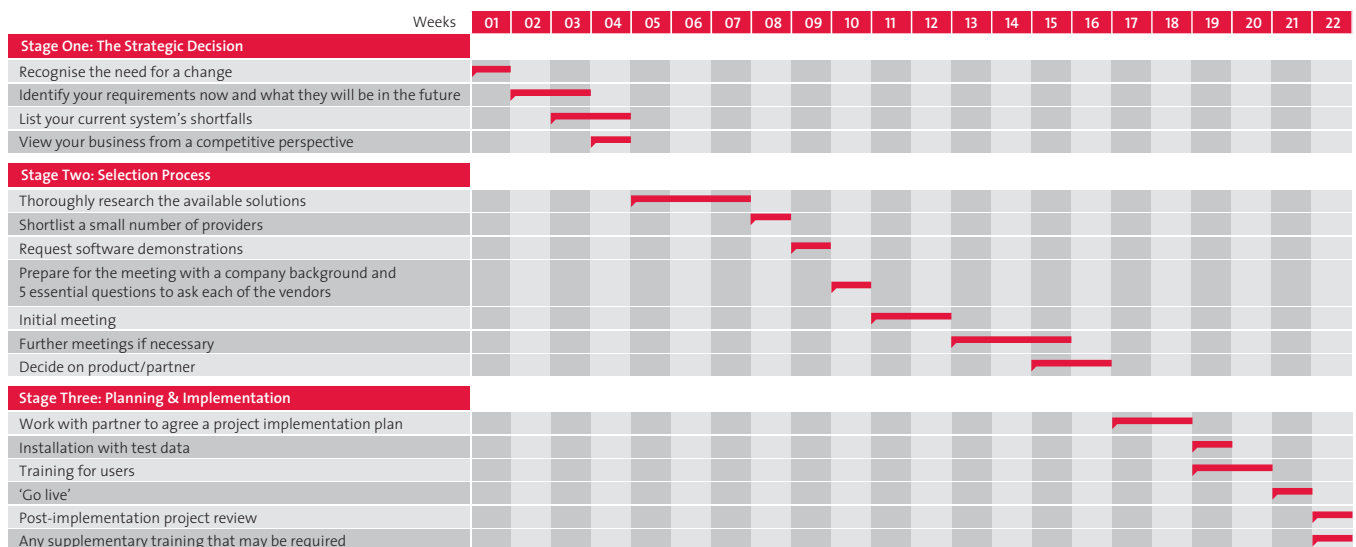 Weeks 01 02 03 04 05 06 07 08 09 10 11 12 13 14 15 16 17 18 19 20 21 22
Stage One: The Strategic Decision
Recognise the need for a change
Identify your requirements now and what they will be in the future
List your current system's shortfalls
View your business from a competitive perspective
Stage Two: Selection Process
Thoroughly research the available solutions
Shortlist a small number of providers
Request software demonstrations
Prepare for the meeting with a company background and
5 essential questions to ask each of the vendors
Initial meeting
Further meetings if necessary
Decide on product/partner
Stage Three: Planning & Implementation
Work with partner to agree a project implementation plan
Installation with test data
Training for users
‘Go live’
Post-implementation project review
Any supplementary training that may be required